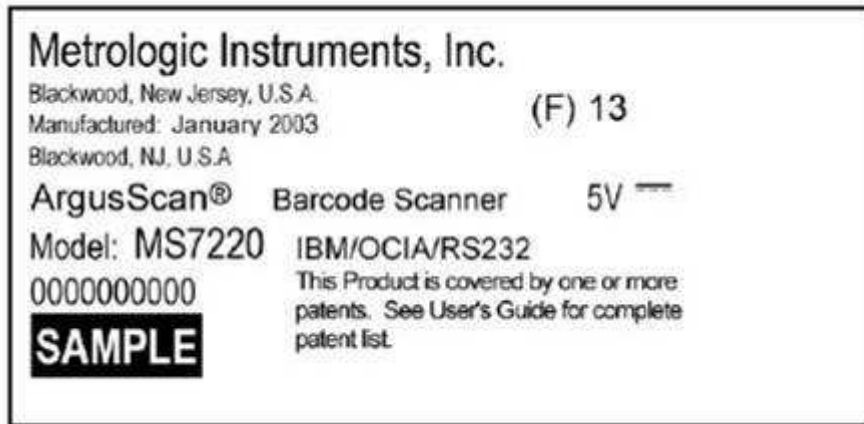 Metrologic Instruments, Inc.
Blackwood, New Jersey, U.S.A.
Manufactured: January 2003
(F) 13
Blackwood, NJ, U.S.A
ArgusScan® Barcode Scanner 5V
Model: MS7220 IBM/OCIA/RS232
0000000000
This Product is covered by one or more
patents. See User's Guide for complete
patent list.
SAMPLE